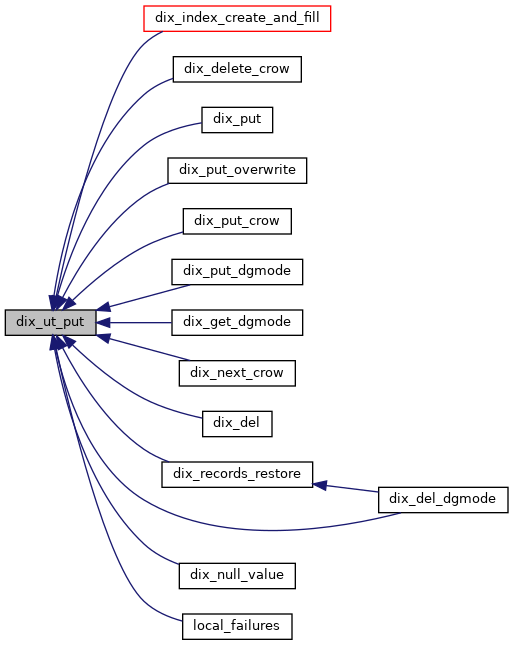 dix_index_create_and_fill
dix_delete_crow
dix_put
dix_put_overwrite
dix_put_crow
dix_put_dgmode
dix_ut_put
dix_get_dgmode
dix_next_crow
dix_del
dix_records_restore
dix_del_dgmode
dix_null_value
local_failures